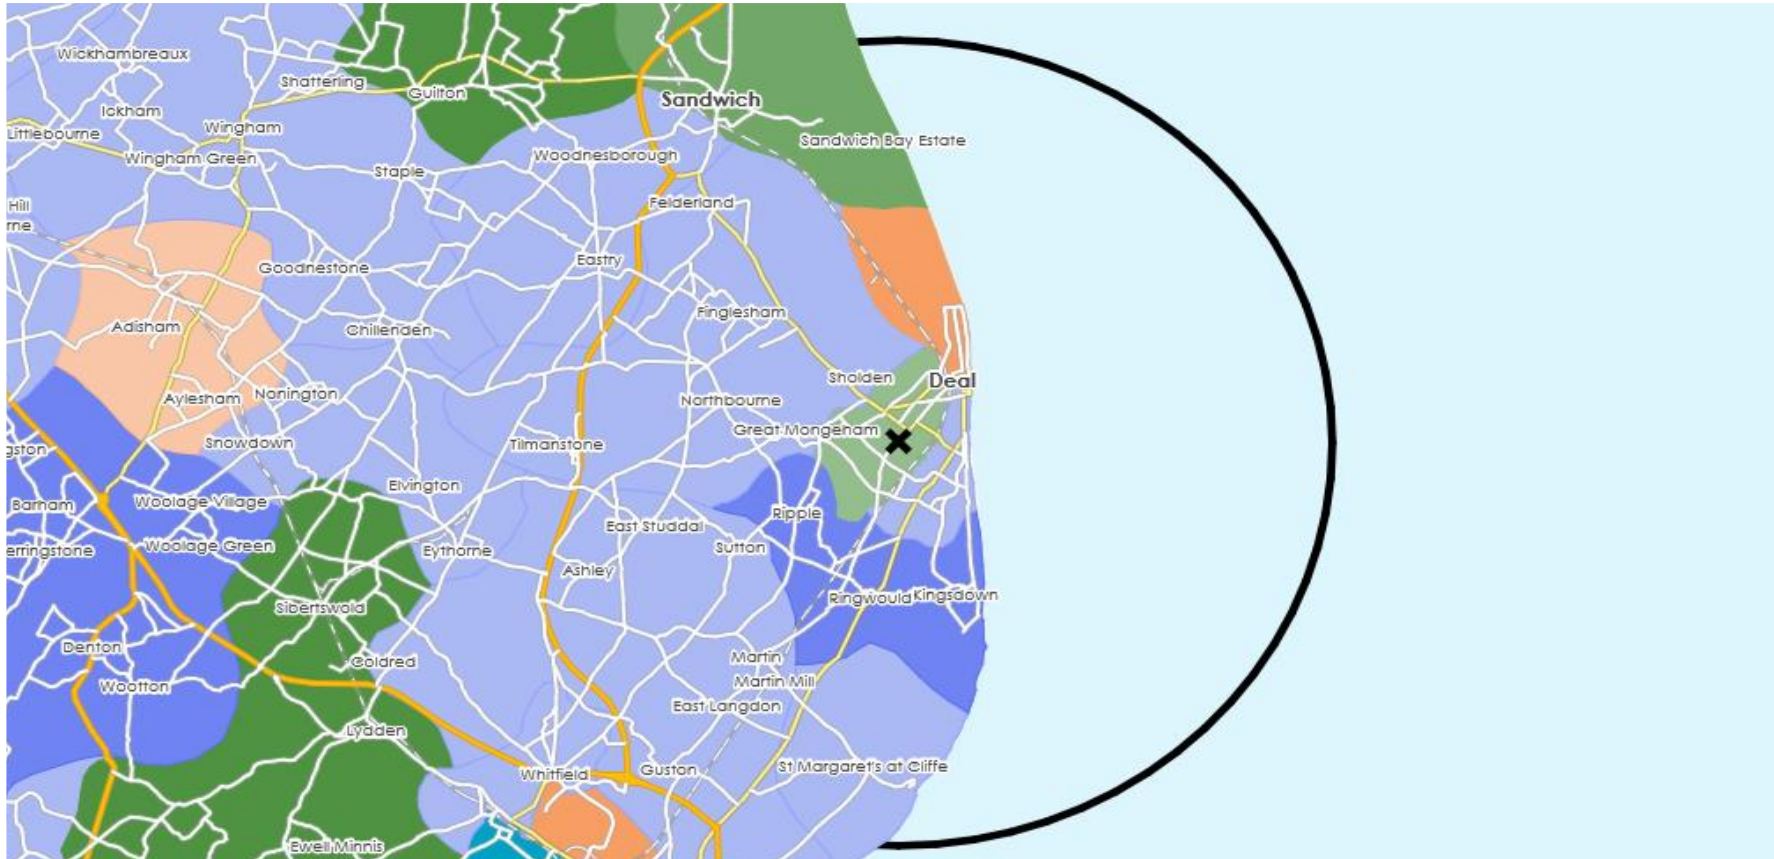 Wickhambreaux
Shatterling
Guilton
Sandwich
Ickham
Littlebourne
Wingham
Sandwich Bay Estate
Wingham Green
Woodnesborough
Staple
Hill
Felderland
rne
Eastry
Goodnestone
Finglesham
Adisham
Chillenden
Sholden
Deal
Aylesham
Nonington
Northbourne
Great Mongeham
Snowdown
Tilmanstone
gston
Elvington
Barham
Woolage Village
Ripple
East Studdal
erringstone
Woolage Green
Eythorne
Sutton
Ashley
Sibertswold
Ringwould
Kingsdown
Denton
Coldred
Martin
Martin Mill
Wootton
East Langdon
Lydden
Whitfield
Guston
St Margaret's at Cliffe
Ewell Minnis